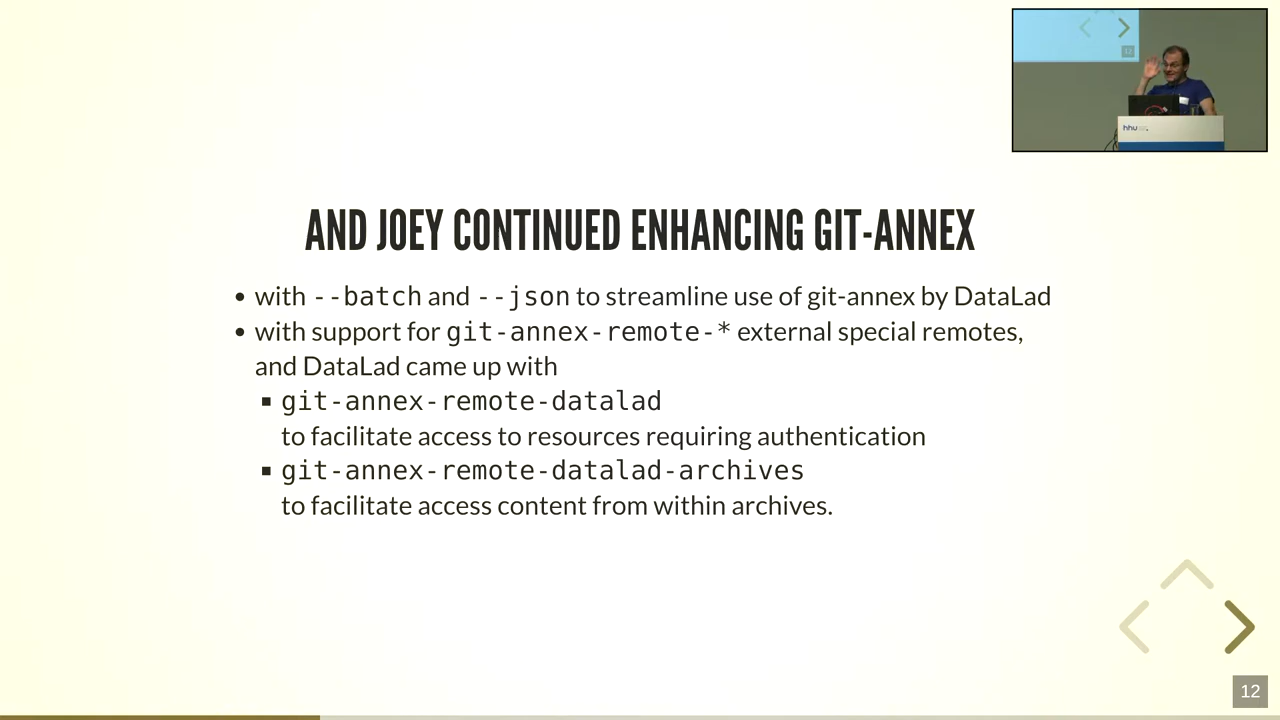 AND JOEY CONTINUED ENHANCING GIT-ANNEX
• with --batch and --json to streamline use of git-annex by DataLad
• with support for git-annex-remote-* external special remotes,
and DataLad came up with
▪ git-annex-remote-datalad
to facilitate access to resources requiring authentication
▪ git-annex-remote-datalad-archives
to facilitate access content from within archives.
12
hhu
12